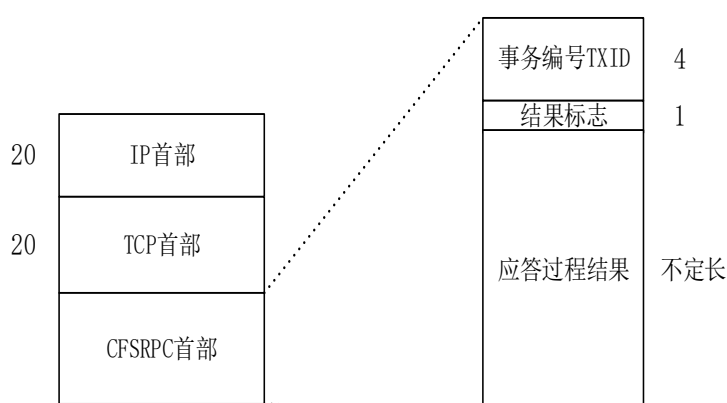 事务编号TXID
4
结果标志
1
20
IP首部
20
TCP首部
应答过程结果
不定长
CFSRPC首部